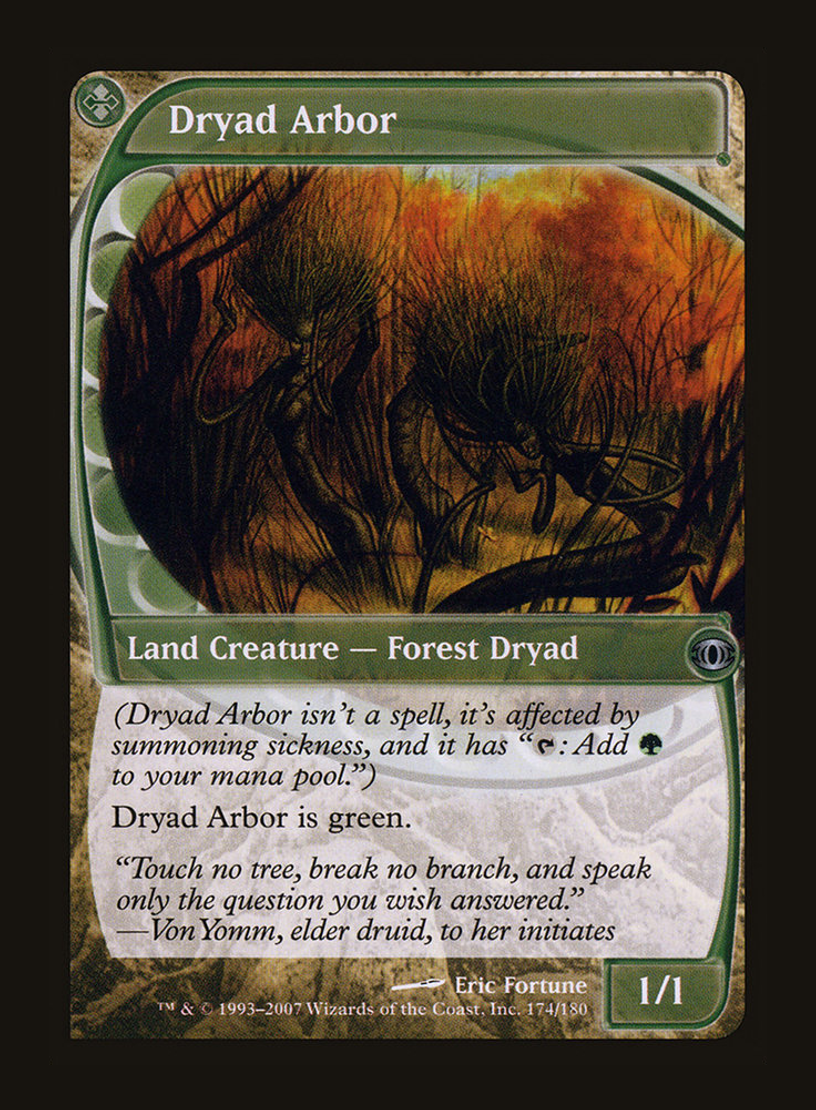 Dryad Arbor
Land Creature — Forest Dryad
(Dryad Arbor isn't a spell, it's affected by
summoning sickness, and it has “: Add
to your mana pool.”)
Dryad Arbor is green.
“Touch no tree, break no branch, and speak
only the question you wish answered.”
—Von Yomm, elder druid, to her initiates
Eric Fortune
1/1
™ & © 1993–2007 Wizards of the Coast, Inc. 174/180